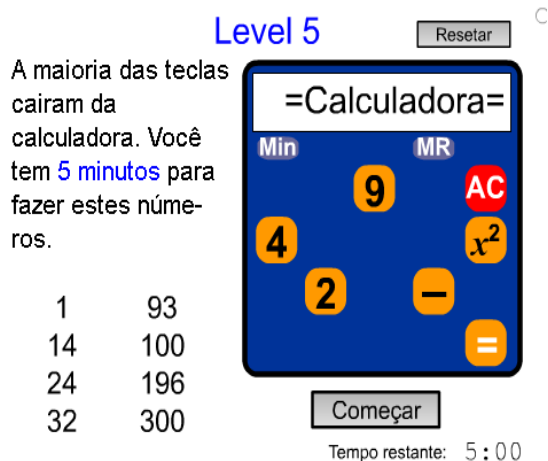 Level 5
Resetar
A maioria das teclas
cairam da
calculadora. Você
tem 5 minutos para
fazer estes núme-
ros.
=Calculadora=
Min MR
9 AC
4 x²
2 −
=
1 93
14 100
24 196
32 300
Começar
Tempo restante: 5:00